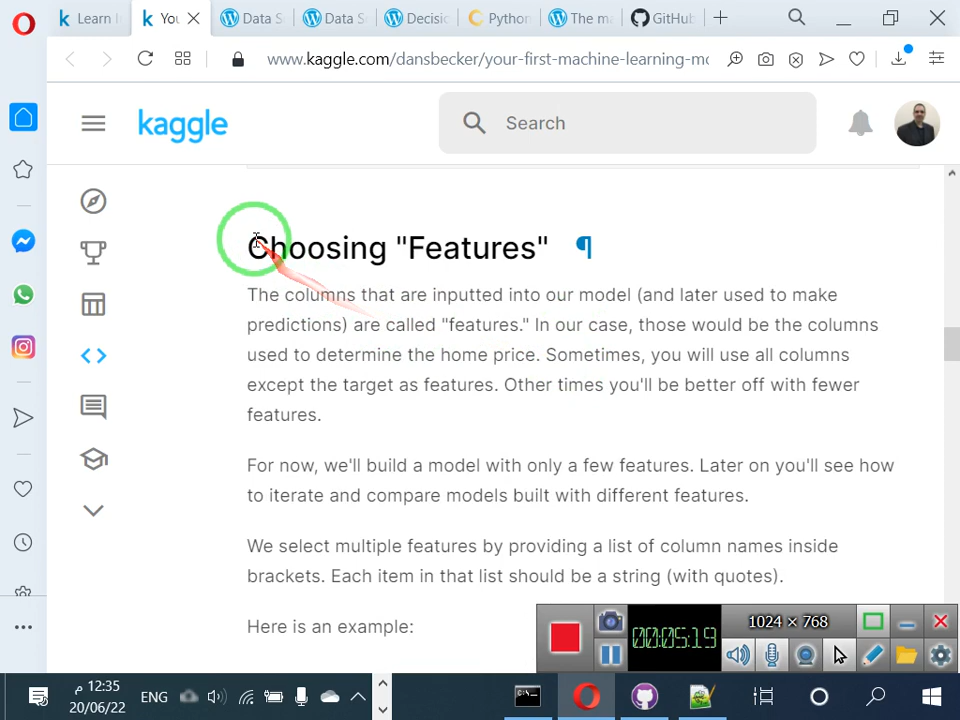 Learn I
You
Data S
Data S
Decisio
Python
The ma
GitHub
www.kaggle.com/dansbecker/your-first-machine-learning-mo
kaggle
Search
Choosing "Features" ¶
The columns that are inputted into our model (and later used to make
predictions) are called "features." In our case, those would be the columns
used to determine the home price. Sometimes, you will use all columns
except the target as features. Other times you'll be better off with fewer
features.
For now, we'll build a model with only a few features. Later on you'll see how
to iterate and compare models built with different features.
We select multiple features by providing a list of column names inside
brackets. Each item in that list should be a string (with quotes).
Here is an example:
00:05:19
1024 × 768
12:35 م
20/06/22
ENG